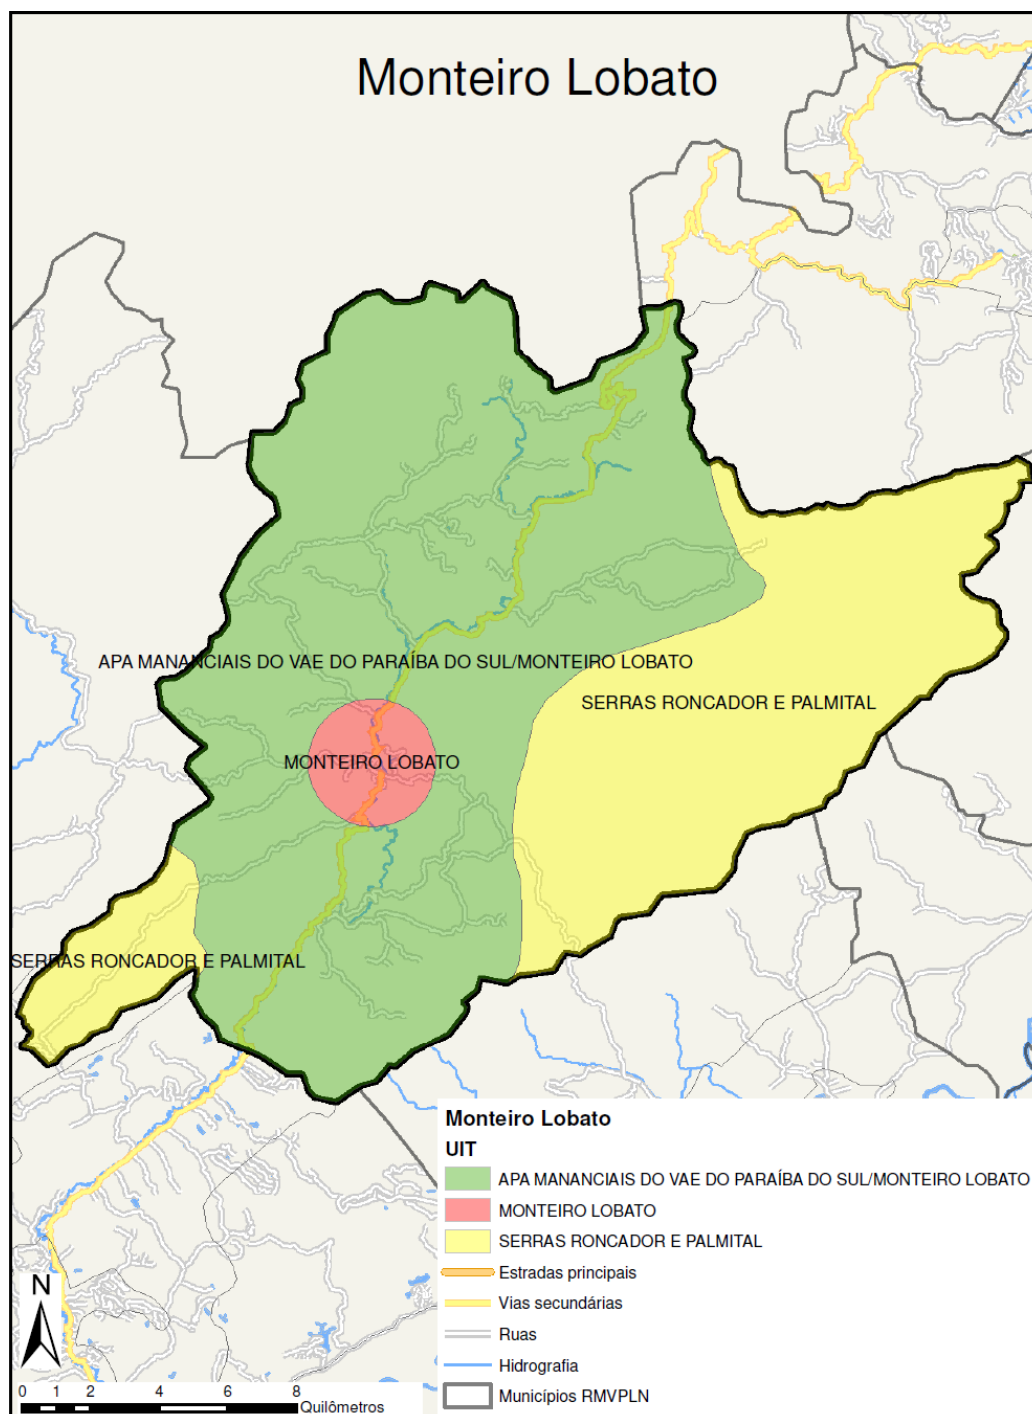 Monteiro Lobato
APA MANANCIAIS DO VAE DO PARAÍBA DO SUL/MONTEIRO LOBATO
SERRAS RONCADOR E PALMITAL
MONTEIRO LOBATO
SERRAS RONCADOR E PALMITAL
Monteiro Lobato
UIT
APA MANANCIAIS DO VAE DO PARAÍBA DO SUL/MONTEIRO LOBATO
MONTEIRO LOBATO
SERRAS RONCADOR E PALMITAL
Estradas principais
Vias secundárias
Ruas
Hidrografia
Municípios RMVPLN
N
0 1 2 4 6 8
Quilômetros